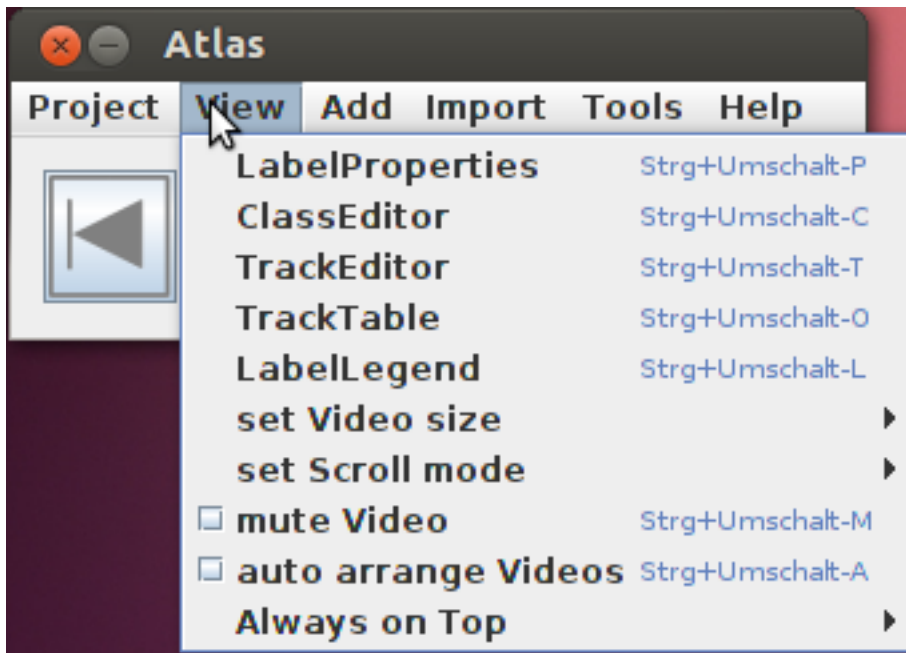 Atlas
Project View Add Import Tools Help
LabelProperties Strg+Umschalt-P
ClassEditor Strg+Umschalt-C
TrackEditor Strg+Umschalt-T
TrackTable Strg+Umschalt-O
LabelLegend Strg+Umschalt-L
set Video size
set Scroll mode
mute Video Strg+Umschalt-M
auto arrange Videos Strg+Umschalt-A
Always on Top